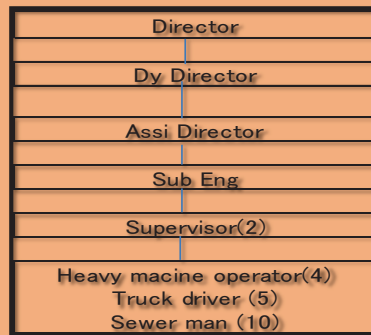 Director
Dy Director
Assi Director
Sub Eng
Supervisor(2)
Heavy macine operator(4)
Truck driver (5)
Sewer man (10)